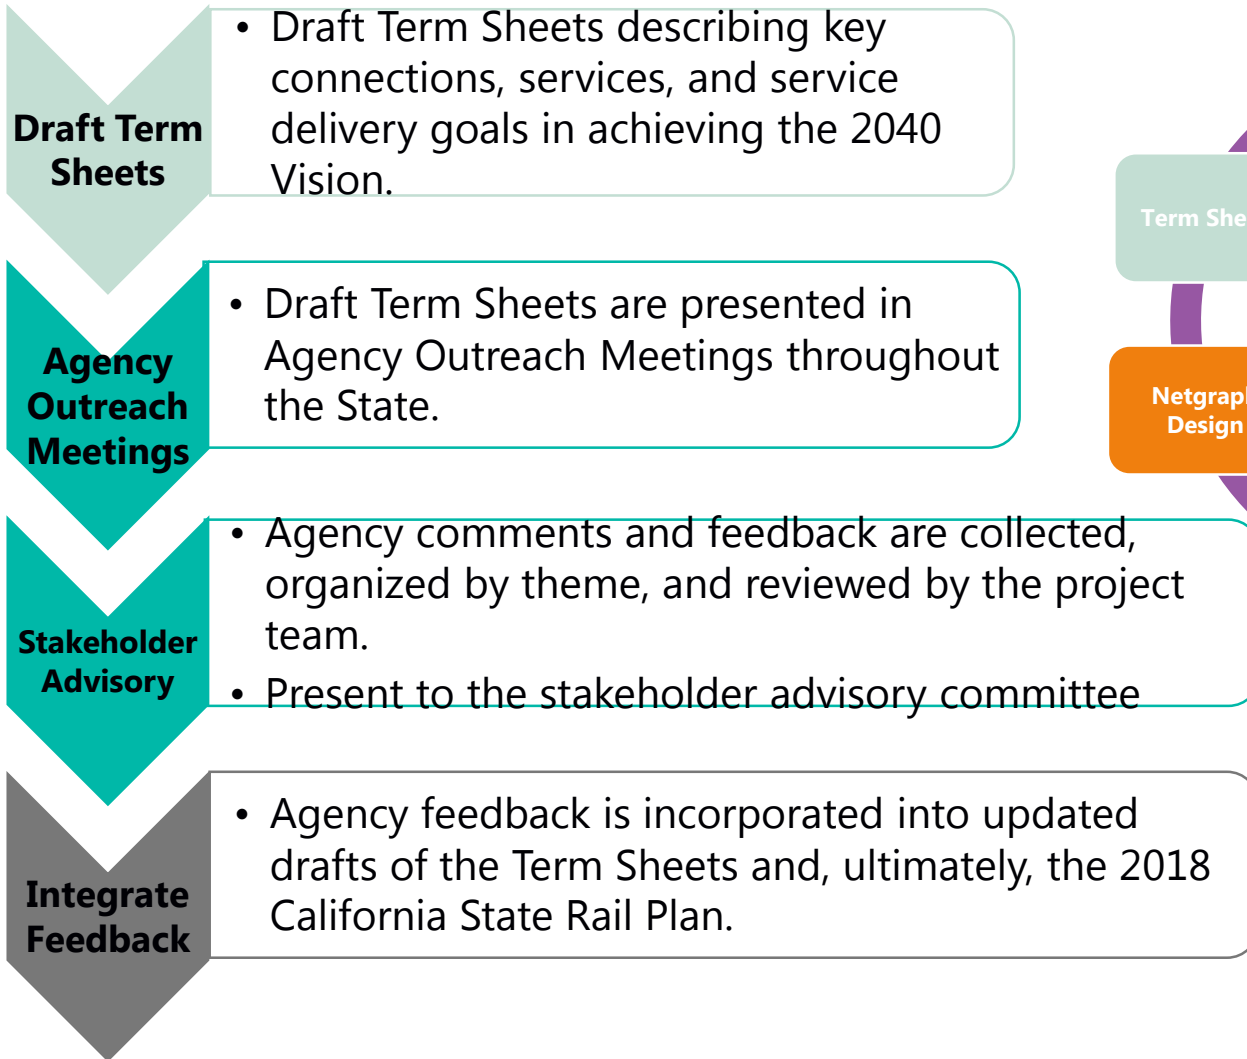 Draft Term
Sheets
• Draft Term Sheets describing key
connections, services, and service
delivery goals in achieving the 2040
Vision.
Agency
Outreach
Meetings
• Draft Term Sheets are presented in
Agency Outreach Meetings throughout
the State.
Stakeholder
Advisory
• Agency comments and feedback are collected,
organized by theme, and reviewed by the project
team.
• Present to the stakeholder advisory committee
Integrate
Feedback
• Agency feedback is incorporated into updated
drafts of the Term Sheets and, ultimately, the 2018
California State Rail Plan.
Term
Design